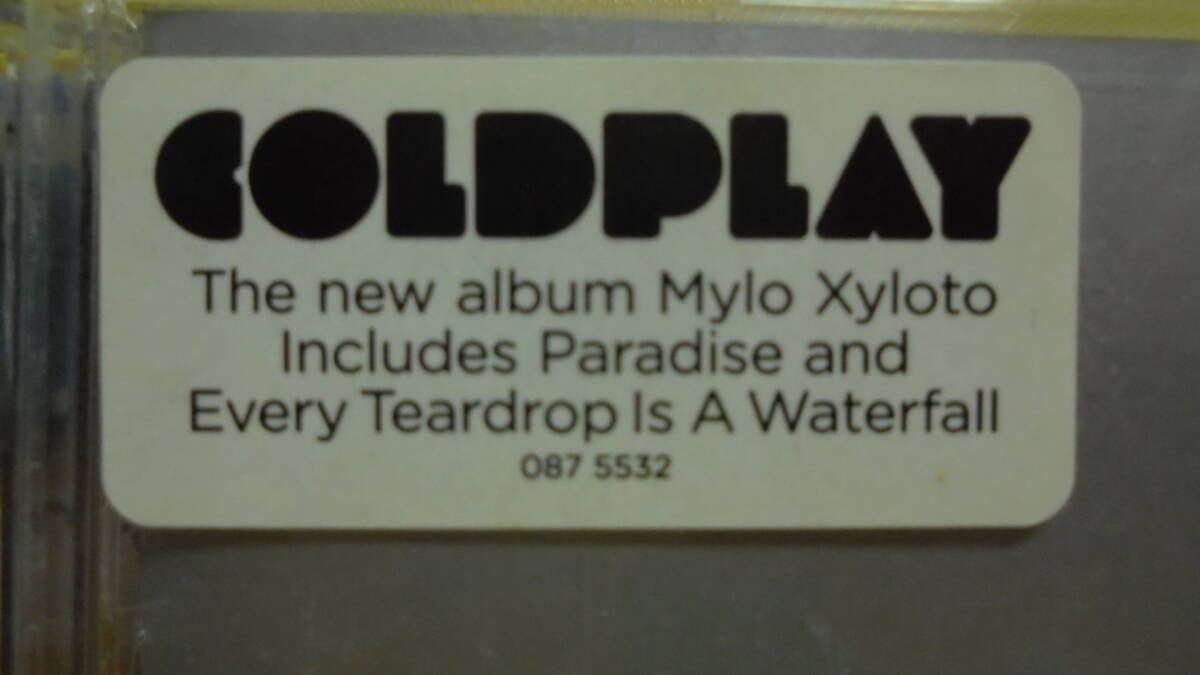 COLDPLAY
The new album Mylo Xyloto
Includes Paradise and
Every Teardrop Is A Waterfall
087 5532